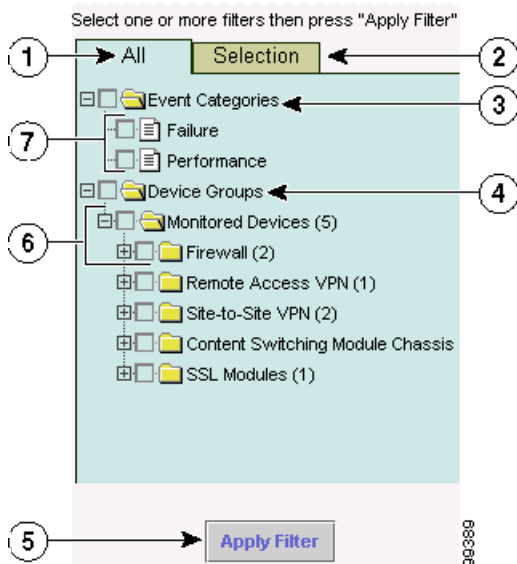 Select one or more filters then press "Apply Filter"
1 All Selection 2
Event Categories 3
7 Failure
Performance
Device Groups 4
6 Monitored Devices (5)
Firewall (2)
Remote Access VPN (1)
Site-to-Site VPN (2)
Content Switching Module Chassis
SSL Modules (1)
5 Apply Filter
99389